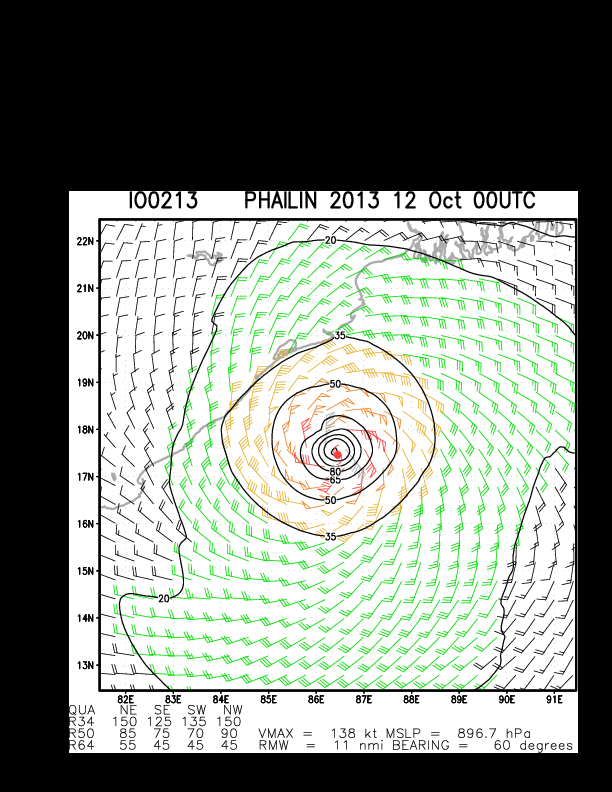 IO0213 PHAILIN 2013 12 Oct 00UTC
22N
21N
20N
19N
18N
17N
16N
15N
14N
13N
20
35
50
80
65
50
35
20
82E 83E 84E 85E 86E 87E 88E 89E 90E 91E
QUA NE SE SW NW
R34 150 125 135 150
R50 85 75 70 90 VMAX = 138 kt MSLP = 896.7 hPa
R64 55 45 45 45 RMW = 11 nmi BEARING = 60 degrees